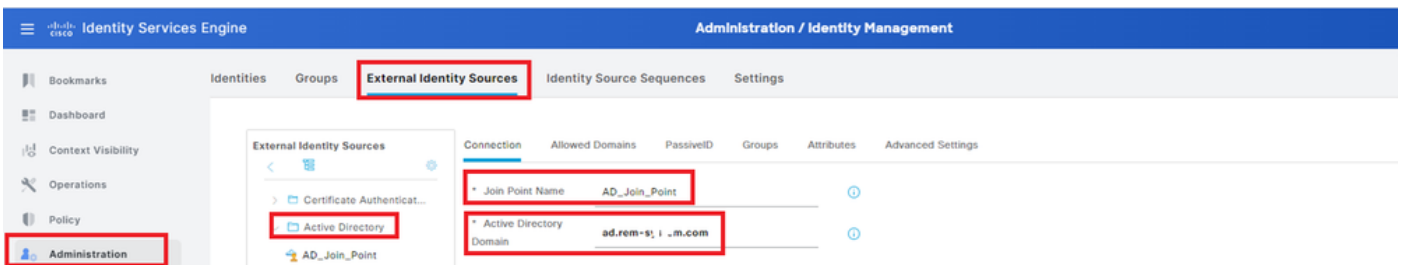 cisco Identity Services Engine Administration / Identity Management
Bookmarks
Dashboard
Context Visibility
Operations
Policy
Administration
Identities Groups External Identity Sources Identity Source Sequences Settings
External Identity Sources
Certificate Authenticat...
Active Directory
AD_Join_Point
Connection Allowed Domains PassiveID Groups Attributes Advanced Settings
* Join Point Name AD_Join_Point
* Active Directory
Domain